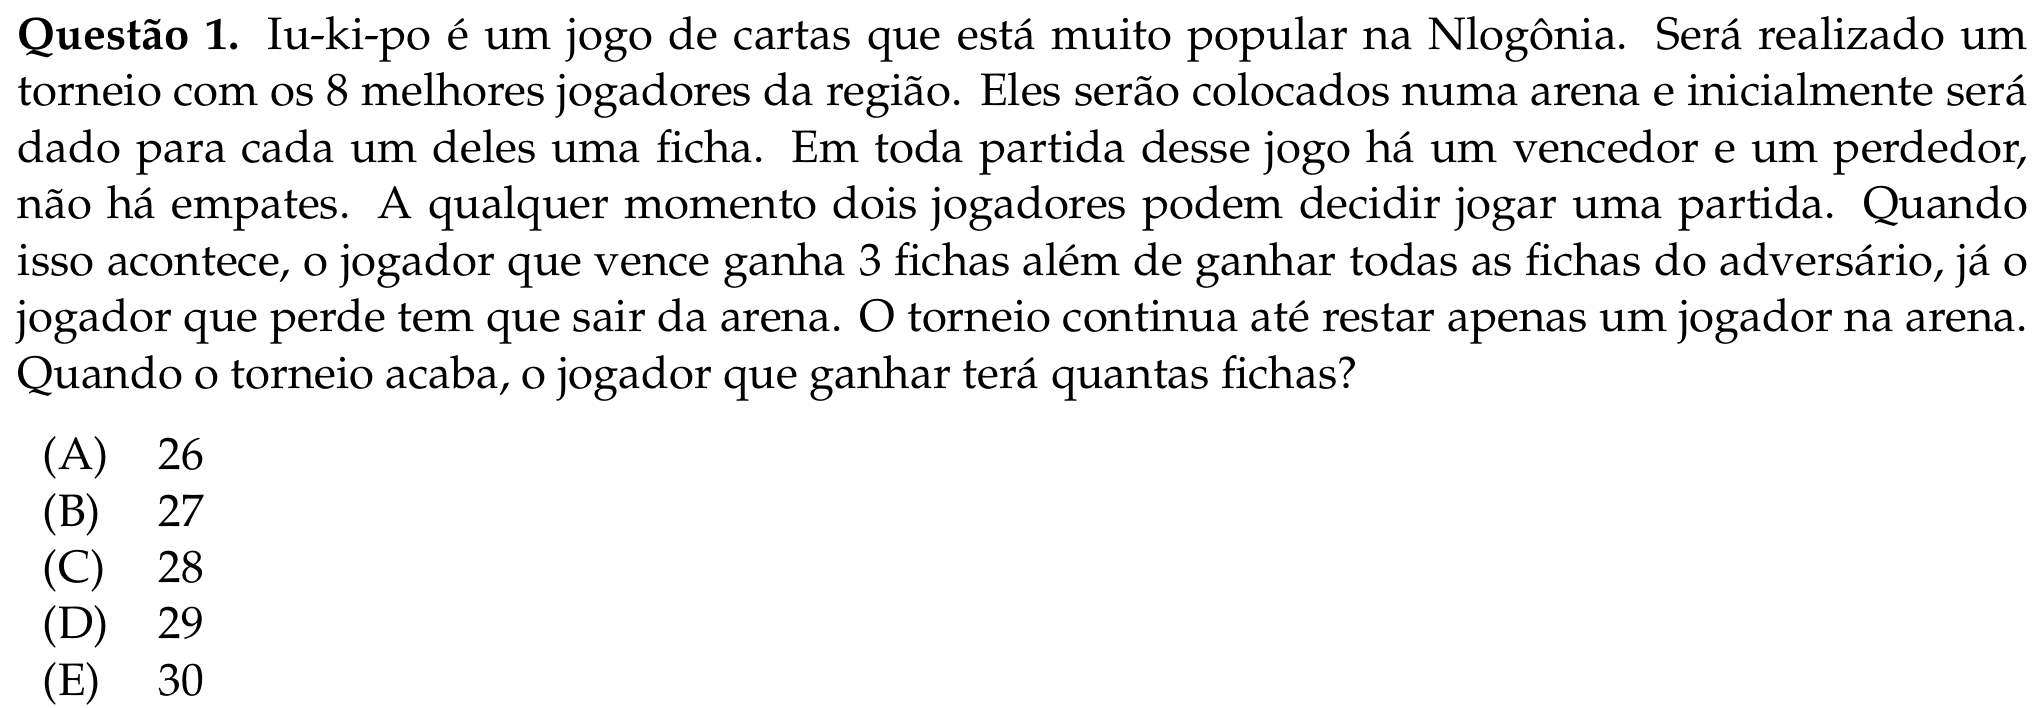 Questão 1. Iu-ki-po é um jogo de cartas que está muito popular na Nlogônia. Será realizado um
torneio com os 8 melhores jogadores da região. Eles serão colocados numa arena e inicialmente será
dado para cada um deles uma ficha. Em toda partida desse jogo há um vencedor e um perdedor,
não há empates. A qualquer momento dois jogadores podem decidir jogar uma partida. Quando
isso acontece, o jogador que vence ganha 3 fichas além de ganhar todas as fichas do adversário, já o
jogador que perde tem que sair da arena. O torneio continua até restar apenas um jogador na arena.
Quando o torneio acaba, o jogador que ganhar terá quantas fichas?
(A) 26
(B) 27
(C) 28
(D) 29
(E) 30